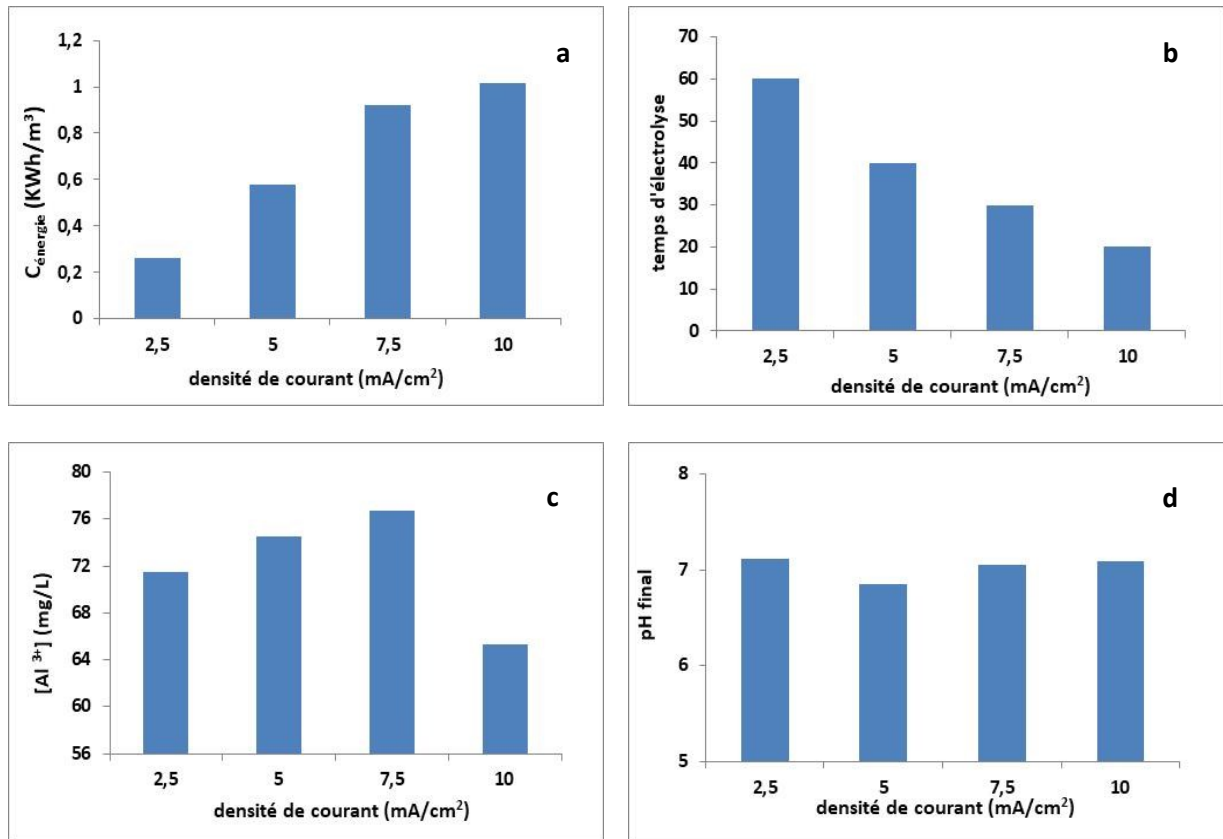 a
1,2
1
0,8
0,6
0,4
0,2
0
C énergie (KWh/m³)
2,5 5 7,5 10
densité de courant (mA/cm²)
b
70
60
50
40
30
20
10
0
temps d'électrolyse
2,5 5 7,5 10
densité de courant (mA/cm²)
c
80
76
72
68
64
60
56
[Al ³⁺] (mg/L)
2,5 5 7,5 10
densité de courant (mA/cm²)
d
8
7
6
5
pH final
2,5 5 7,5 10
densité de courant (mA/cm²)